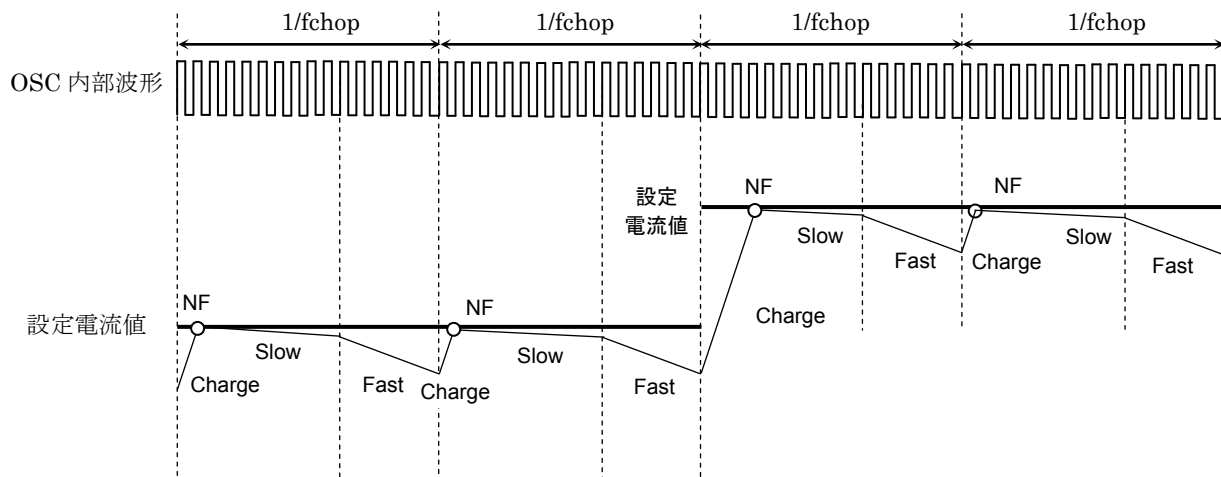 1/fchop
1/fchop
1/fchop
1/fchop
OSC 内部波形
設定
電流値
NF
NF
Slow
Slow
Fast
Charge
Fast
設定電流値
NF
NF
Charge
Slow
Slow
Charge
Fast
Charge
Fast